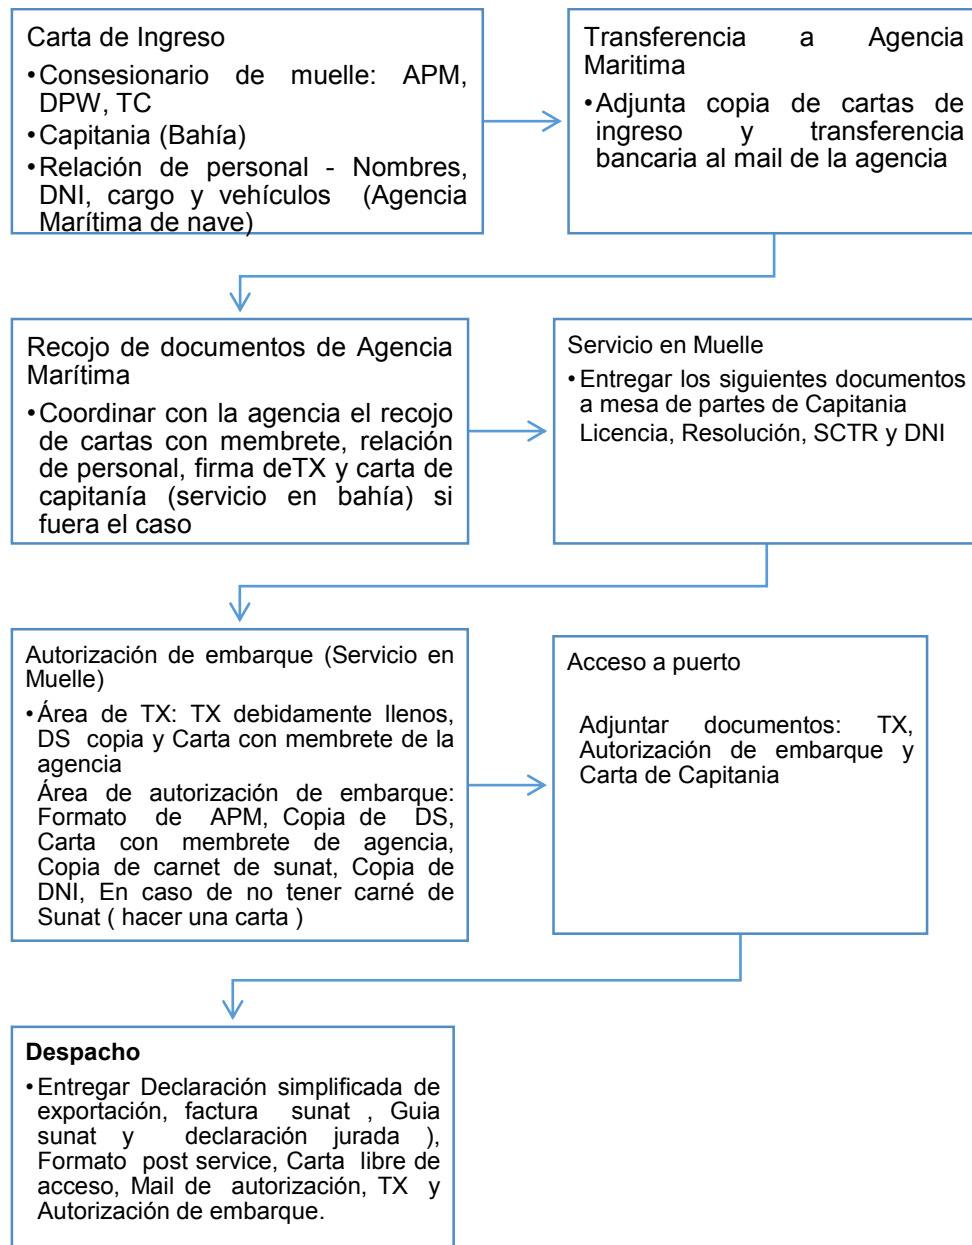 Carta de Ingreso
•Consesionario de muelle: APM,
DPW, TC
•Capitania (Bahía)
•Relación de personal - Nombres,
DNI, cargo y vehículos (Agencia
Marítima de nave)
Transferencia a Agencia
Maritima
•Adjunta copia de cartas de
ingreso y transferencia
bancaria al mail de la agencia
Recojo de documentos de Agencia
Marítima
•Coordinar con la agencia el recojo
de cartas con membrete, relación
de personal, firma deTX y carta de
capitanía (servicio en bahía) si
fuera el caso
Servicio en Muelle
•Entregar los siguientes documentos
a mesa de partes de Capitania
Licencia, Resolución, SCTR y DNI
Autorización de embarque (Servicio en
Muelle)
•Área de TX: TX debidamente llenos,
DS copia y Carta con membrete de la
agencia
Área de autorización de embarque:
Formato de APM, Copia de DS,
Carta con membrete de agencia,
Copia de carnet de sunat, Copia de
DNI, En caso de no tener carné de
Sunat ( hacer una carta )
Acceso a puerto
Adjuntar documentos: TX,
Autorización de embarque y
Carta de Capitania
Despacho
•Entregar Declaración simplificada de
exportación, factura sunat , Guia
sunat y declaración jurada ),
Formato post service, Carta libre de
acceso, Mail de autorización, TX y
Autorización de embarque.